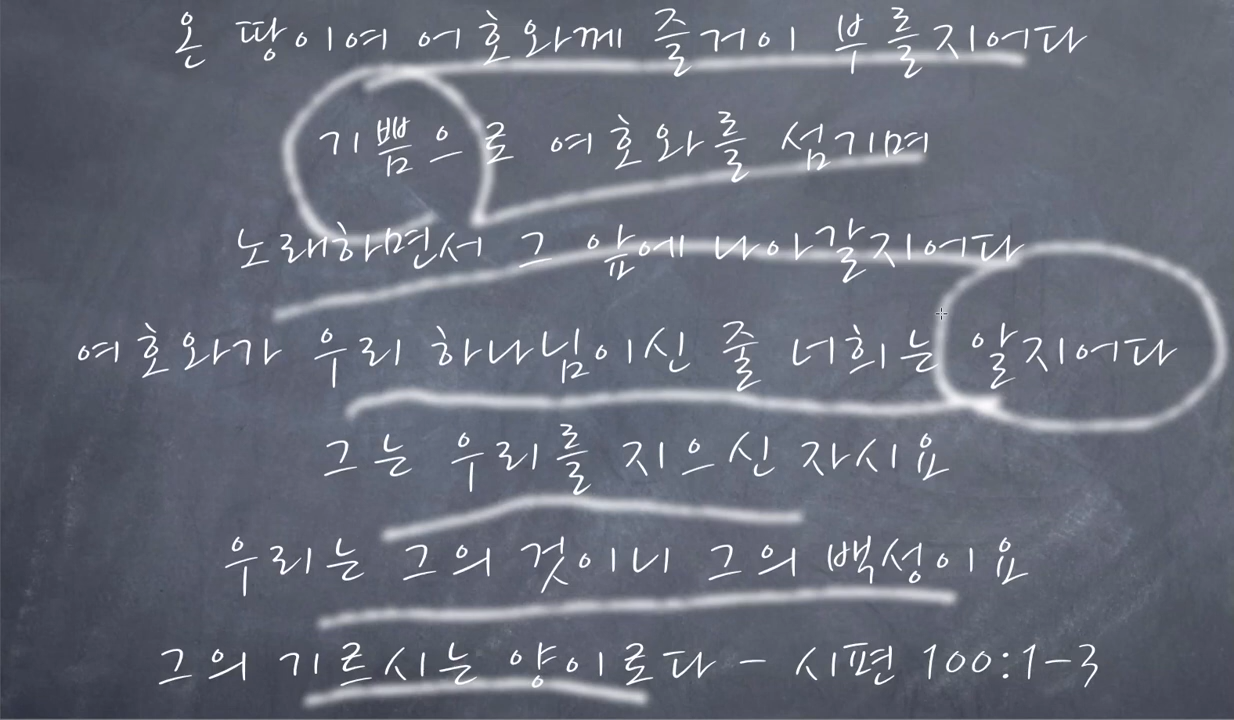 온 땅이여 여호와께 즐거이 부를지어다
기쁨으로 여호와를 섬기며
노래하면서 그 앞에 나아갈지어다
여호와가 우리 하나님이신 줄 너희는 알지어다
그는 우리를 지으신 자시요
우리는 그의 것이니 그의 백성이요
그의 기르시는 양이로다 - 시편 100:1-3